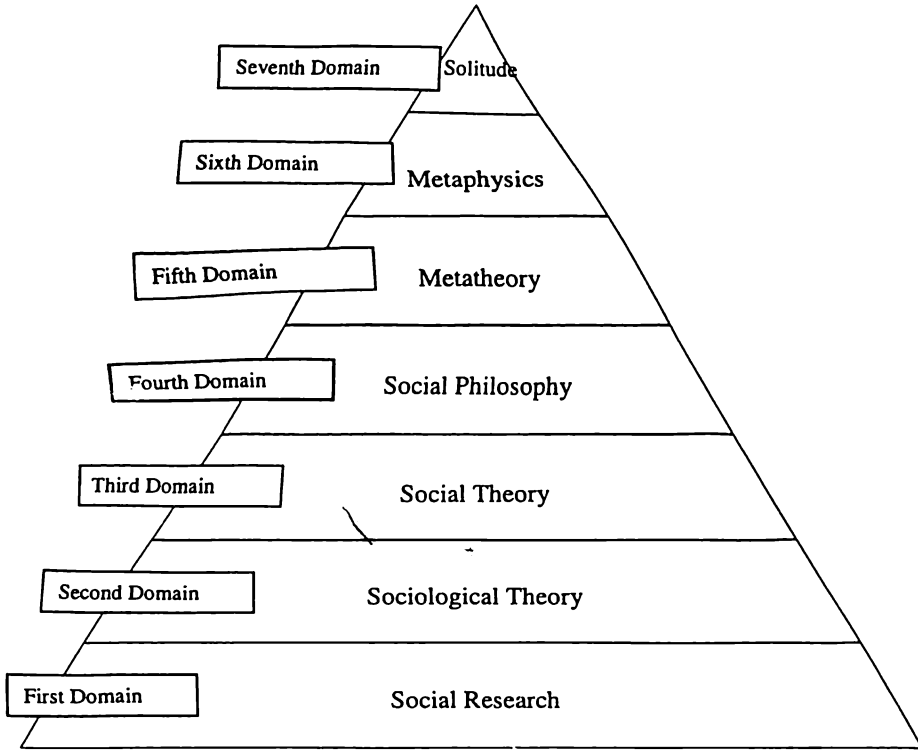 Seventh Domain
Solitude
Sixth Domain
Metaphysics
Fifth Domain
Metatheory
Fourth Domain
Social Philosophy
Third Domain
Social Theory
Second Domain
Sociological Theory
First Domain
Social Research